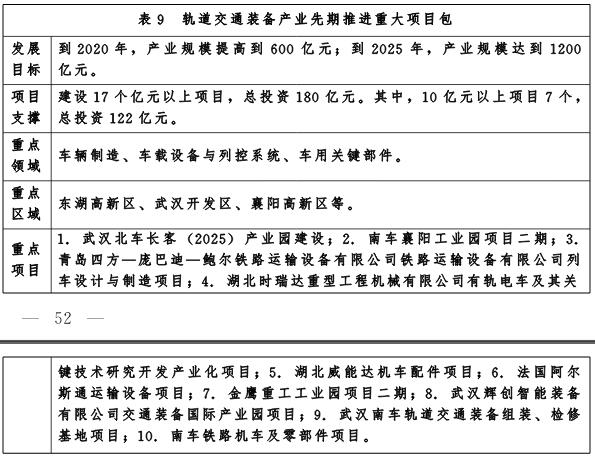 表 9 轨道交通装备产业先期推进重大项目包
发展
目标
到 2020 年，产业规模提高到 600 亿元；到 2025 年，产业规模达到 1200
亿元。
项目
支撑
建设 17 个亿元以上项目，总投资 180 亿元。其中，10 亿元以上项目 7 个，
总投资 122 亿元。
重点
领域
车辆制造、车载设备与列控系统、车用关键部件。
重点
区域
东湖高新区、武汉开发区、襄阳高新区等。
重点
项目
1. 武汉北车长客（2025）产业园建设；2. 南车襄阳工业园项目二期；3.
青岛四方—庞巴迪—鲍尔铁路运输设备有限公司铁路运输设备有限公司列
车设计与制造项目；4. 湖北时瑞达重型工程机械有限公司有轨电车及其关
— 52 —
键技术研究开发产业化项目；5. 湖北威能达机车配件项目；6. 法国阿尔
斯通运输设备项目；7. 金鹰重工工业园项目二期；8. 武汉辉创智能装备
有限公司交通装备国际产业园项目；9. 武汉南车轨道交通装备组装、检修
基地项目；10. 南车铁路机车及零部件项目。